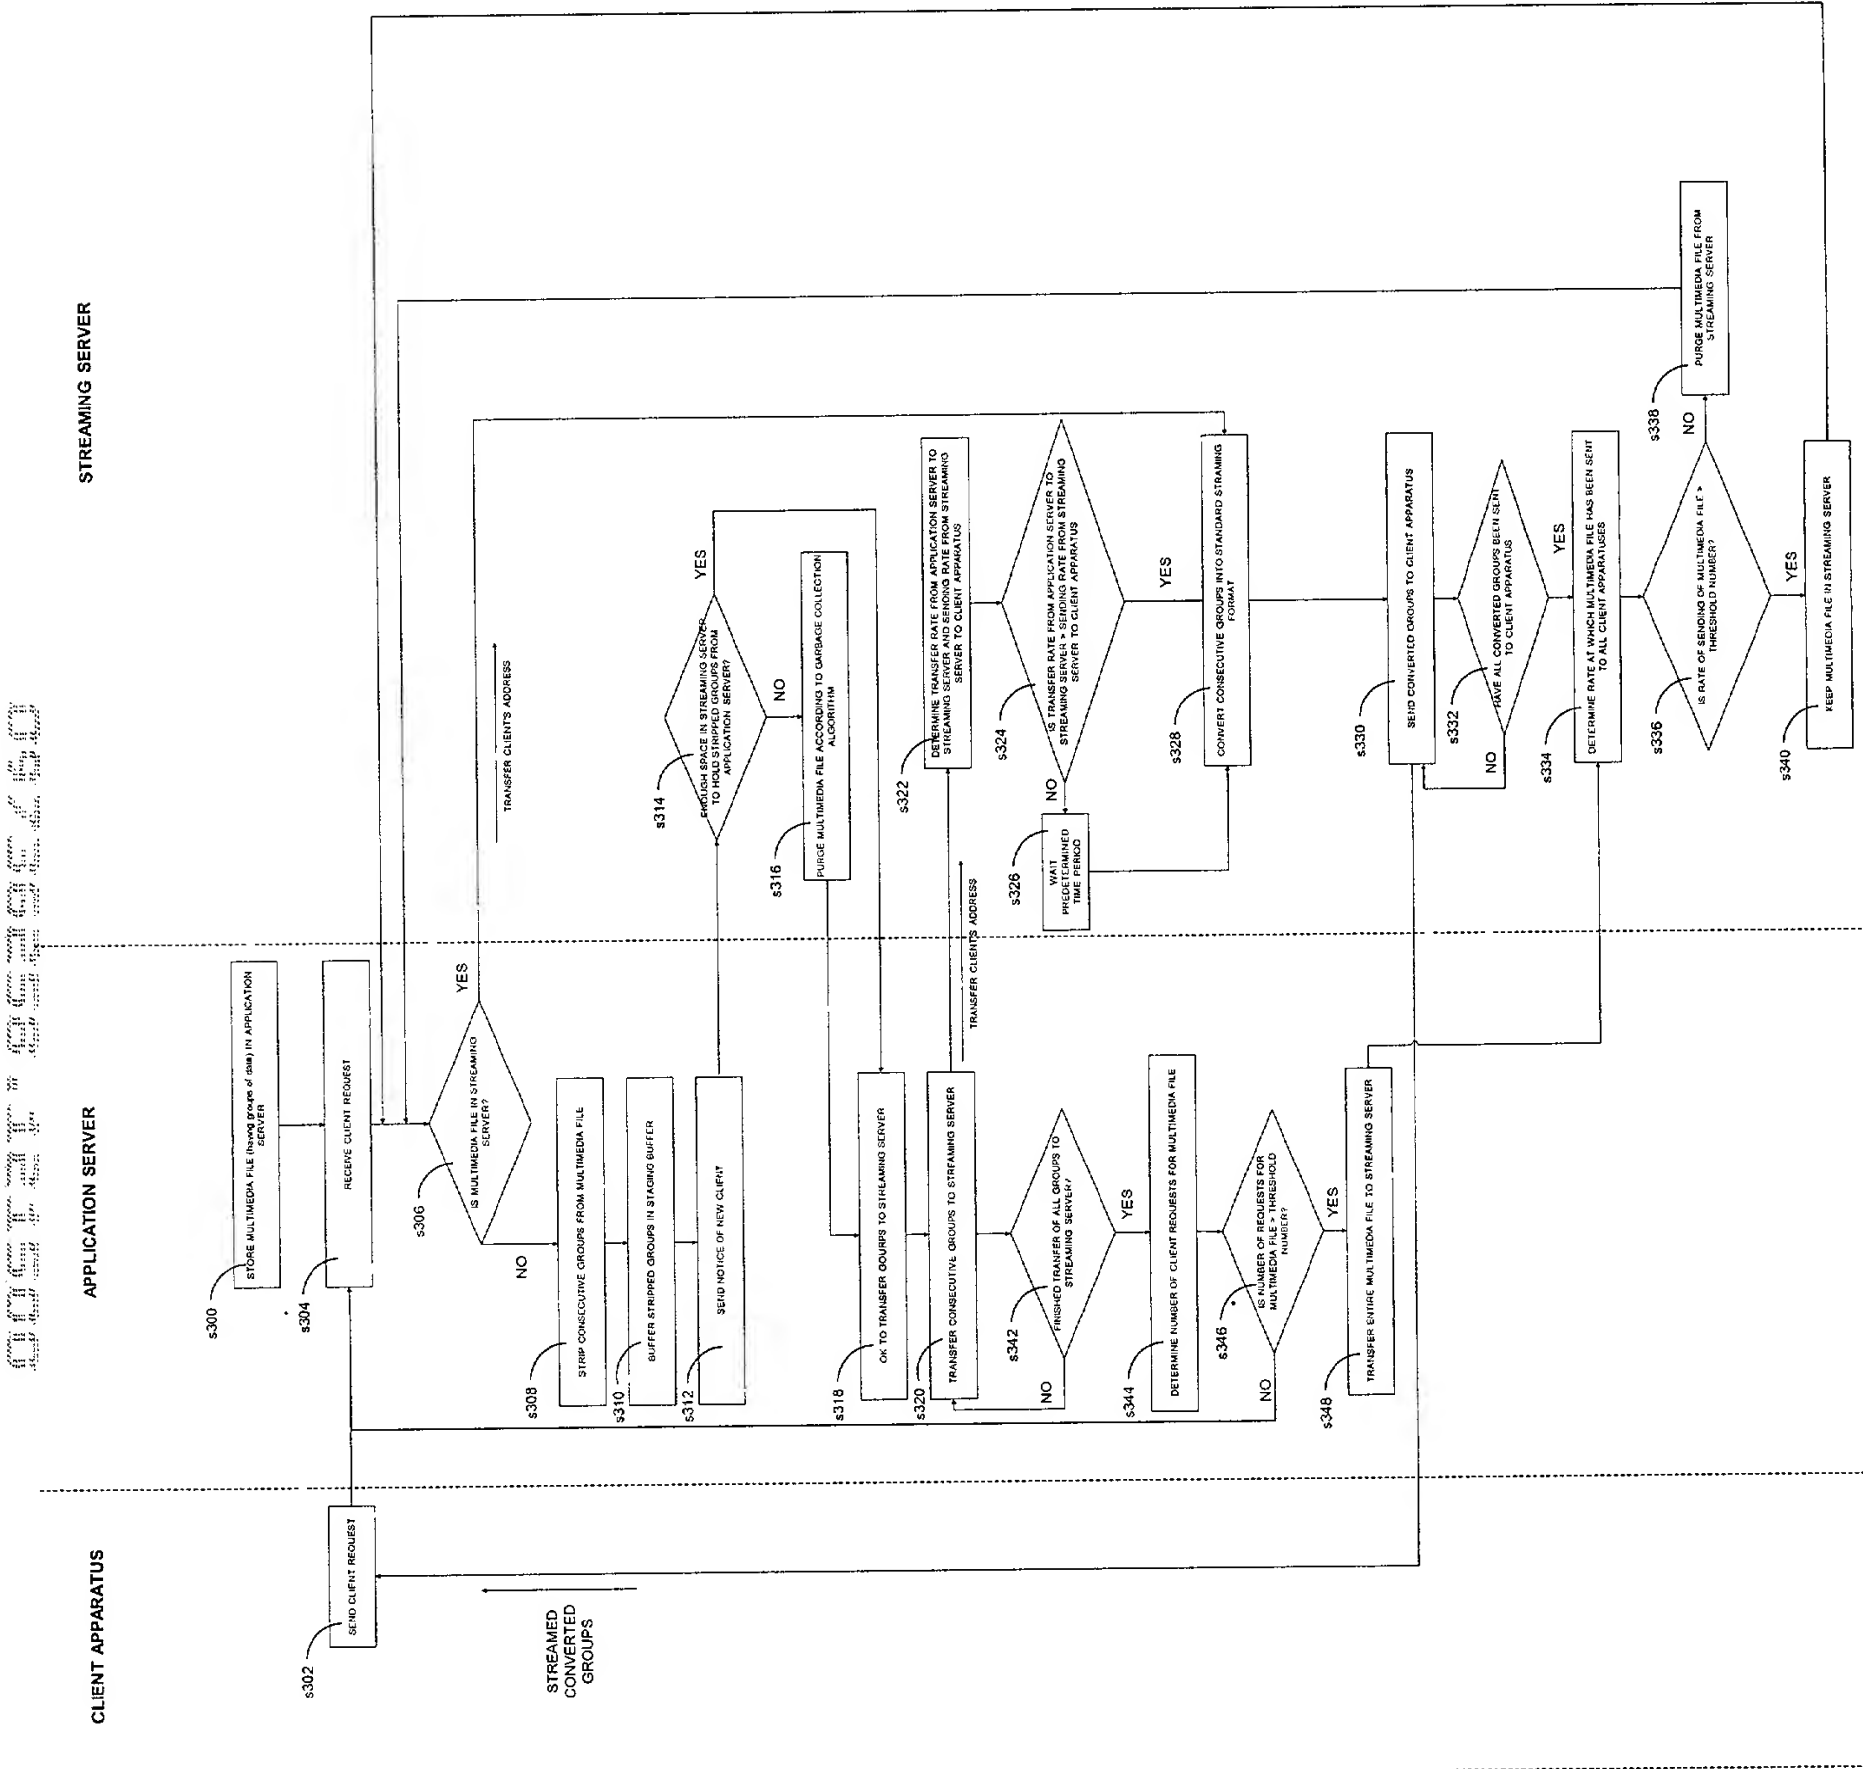 CLIENT APPARATUS
APPLICATION SERVER
STREAMING SERVER
s300
STORE MULTIMEDIA FILE (having groups of data) IN APPLICATION
SERVER
s302
SEND CLIENT REQUEST
s304
RECEIVE CLIENT REQUEST
s306
IS MULTIMEDIA FILE IN STREAMING
SERVER?
YES
NO
TRANSFER CLIENT'S ADDRESS
s308
STRIP CONSECUTIVE GROUPS FROM MULTIMEDIA FILE
s310
BUFFER STRIPPED GROUPS IN STAGING BUFFER
s312
SEND NOTICE OF NEW CLIENT
s314
ENOUGH SPACE IN STREAMING SERVER
TO HOLD STRIPPED GROUPS FROM
APPLICATION SERVER?
YES
NO
s316
PURGE MULTIMEDIA FILE ACCORDING TO GARBAGE COLLECTION
ALGORITHM
s318
OK TO TRANSFER GOURPS TO STREAMING SERVER
s320
TRANSFER CONSECUTIVE GROUPS TO STREAMING SERVER
TRANSFER CLIENT'S ADDRESS
s322
DETERMINE TRANSFER RATE FROM APPLICATION SERVER TO
STREAMING SERVER AND SENDING RATE FROM STREAMING
SERVER TO CLIENT APPARATUS
s324
IS TRANSFER RATE FROM APPLICATION SERVER TO
STREAMING SERVER > SENDING RATE FROM STREAMING
SERVER TO CLIENT APPARATUS
NO
YES
s326
WAIT
PREDETERMINED
TIME PERIOD
s328
CONVERT CONSECUTIVE GROUPS INTO STANDARD STRAMING
FORMAT
s330
SEND CONVERTED GROUPS TO CLIENT APPARATUS
s332
HAVE ALL CONVERTED GROUPS BEEN SENT
TO CLIENT APPARATUS
NO
YES
s334
DETERMINE RATE AT WHICH MULTIMEDIA FILE HAS BEEN SENT
TO ALL CLIENT APPARATUSES
s336
IS RATE OF SENDING OF MULTIMEDIA FILE >
THRESHOLD NUMBER?
NO
YES
s338
PURGE MULTIMEDIA FILE FROM
STREAMING SERVER
s340
KEEP MULTIMEDIA FILE IN STREAMING SERVER
s342
FINISHED TRANFER OF ALL GROUPS TO
STREAMING SERVER?
NO
YES
s344
DETERMINE NUMBER OF CLIENT REQUESTS FOR MULTIMEDIA FILE
s346
IS NUMBER OF REQUESTS FOR
MULTIMEDIA FILE > THRESHOLD
NUMBER?
NO
YES
s348
TRANSFER ENTIRE MULTIMEDIA FILE TO STREAMING SERVER
STREAMED
CONVERTED
GROUPS